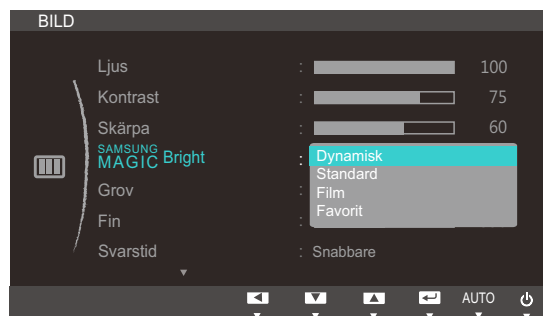 BILD
Ljus : 100
Kontrast : 75
Skärpa : 60
SAMSUNG MAGIC Bright : Dynamisk
Standard
Grov : Film
Favorit
Fin :
Svarstid : Snabbare
AUTO